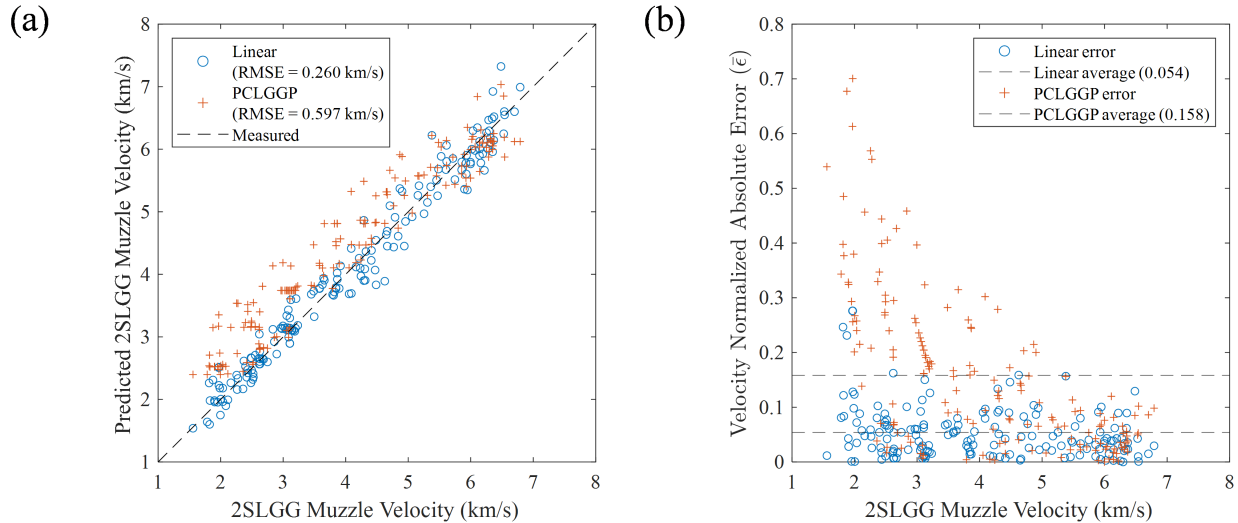 (a)
8
7
6
5
4
3
2
1
1 2 3 4 5 6 7 8
Predicted 2SLGG Muzzle Velocity (km/s)
2SLGG Muzzle Velocity (km/s)
Linear
(RMSE = 0.260 km/s)
PCLGGP
(RMSE = 0.597 km/s)
Measured
(b)
0.8
0.7
0.6
0.5
0.4
0.3
0.2
0.1
0
1 2 3 4 5 6 7 8
Velocity Normalized Absolute Error (ε̄)
2SLGG Muzzle Velocity (km/s)
Linear error
Linear average (0.054)
PCLGGP error
PCLGGP average (0.158)